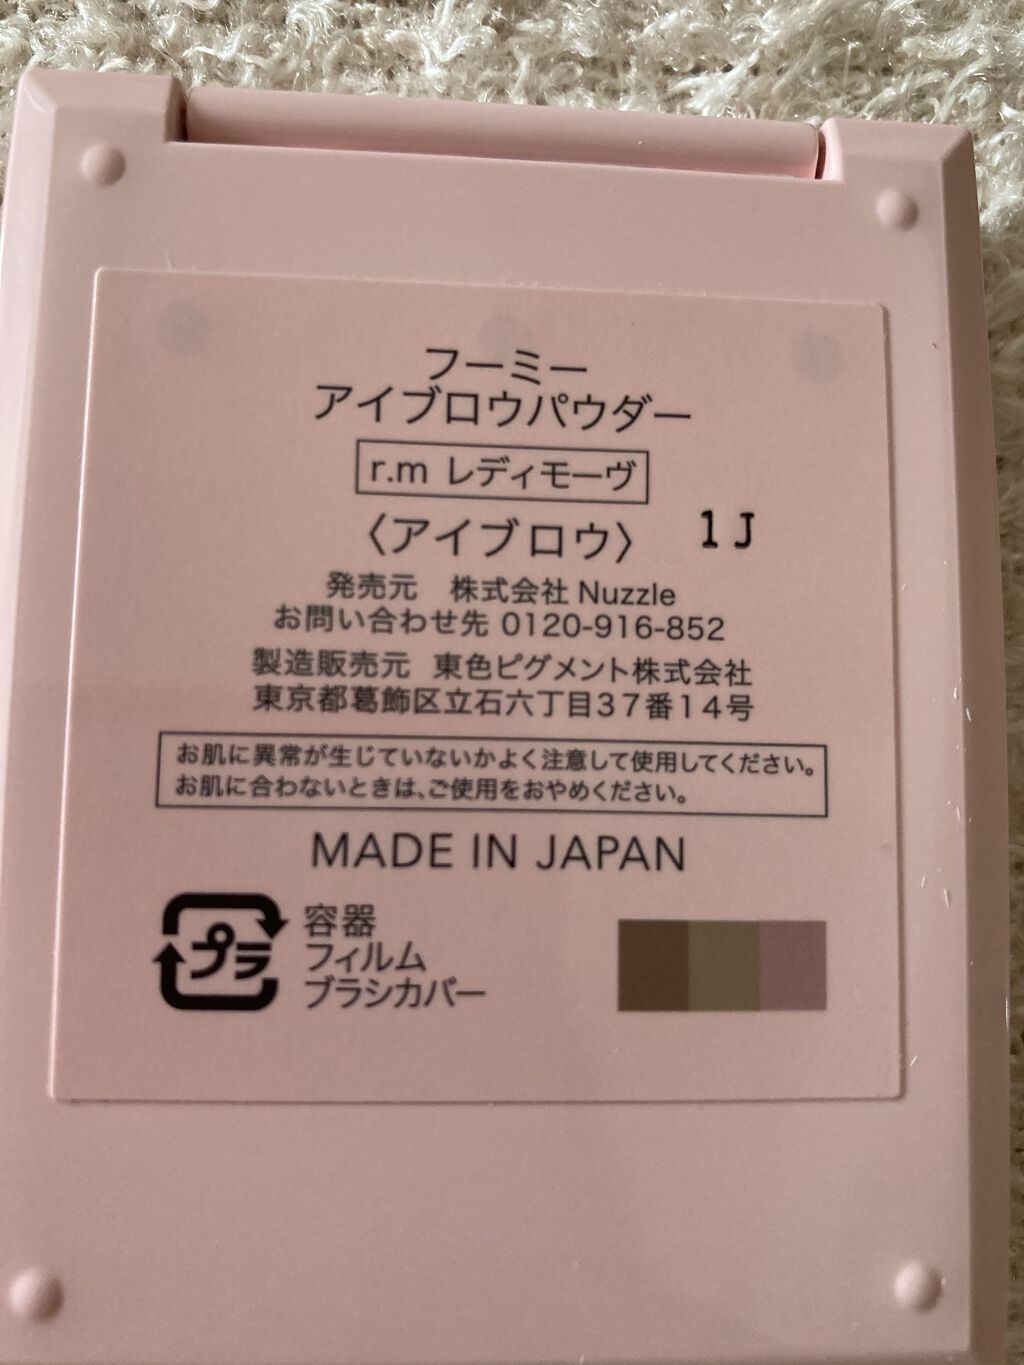 フーミー
アイブロウパウダー
r.m レディモーヴ
〈アイブロウ〉 1J
発売元 株式会社Nuzzle
お問い合わせ先 0120-916-852
製造販売元 東色ピグメント株式会社
東京都葛飾区立石六丁目37番14号
お肌に異常が生じていないかよく注意して使用してください。
お肌に合わないときは、ご使用をおやめください。
MADE IN JAPAN
プラ 容器
フィルム
ブラシカバー